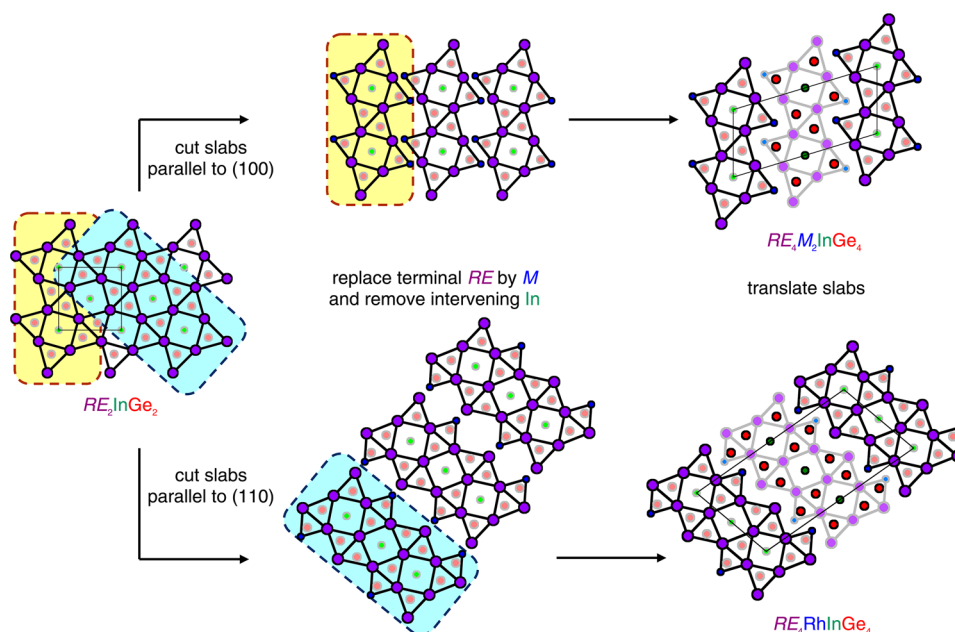 cut slabs
parallel to (100)
RE₄M₂InGe₄
replace terminal RE by M
and remove intervening In
translate slabs
RE₂InGe₂
cut slabs
parallel to (110)
RE₄RhInGe₄